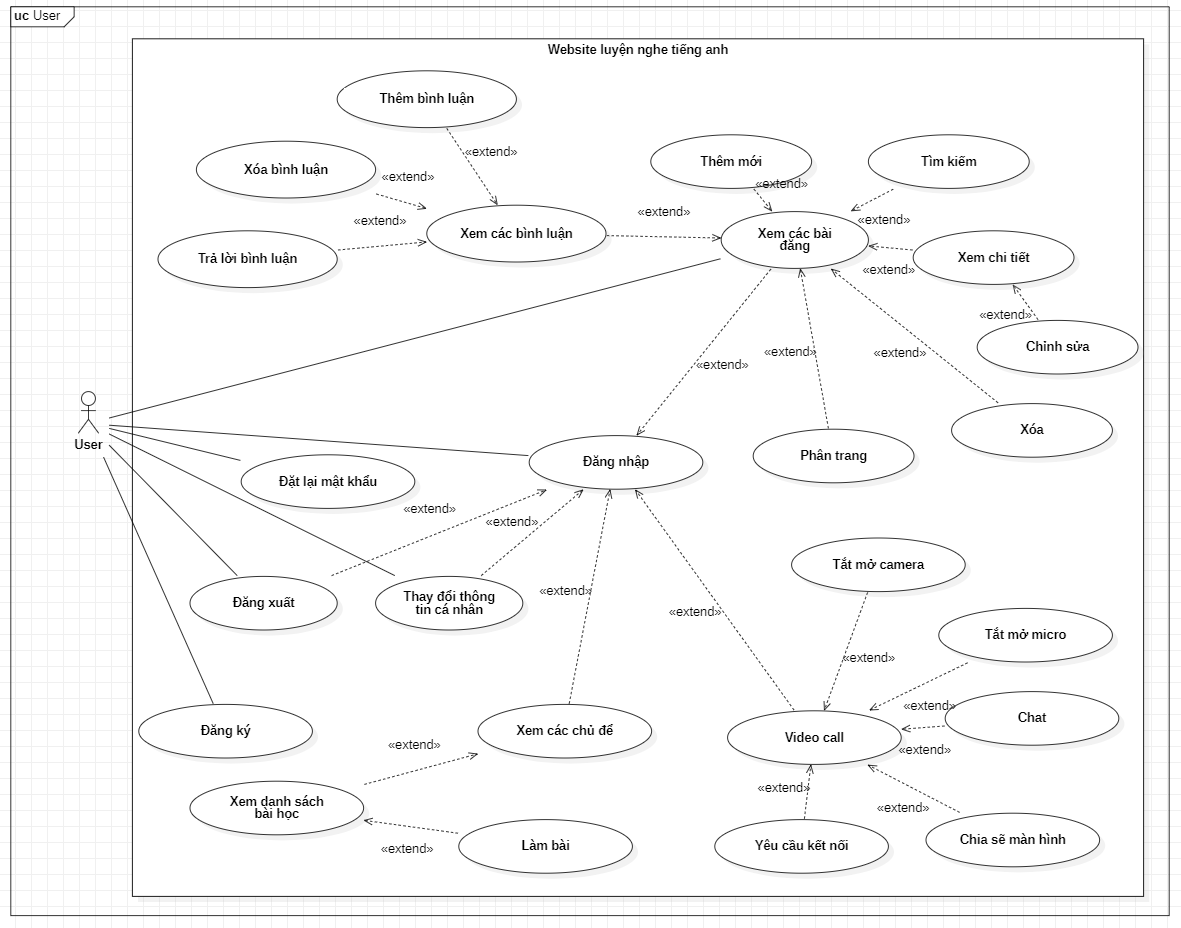 uc User
Website luyện nghe tiếng anh
Thêm bình luận
«extend»
Xóa bình luận
«extend»
Thêm mới
«extend»
Tìm kiếm
«extend»
Trả lời bình luận
«extend»
Xem các bình luận
«extend»
Xem các bài
đăng
Xem chi tiết
«extend»
«extend»
Chỉnh sửa
«extend»
«extend»
«extend»
Xóa
User
Đăng nhập
Phân trang
Đặt lại mật khẩu
«extend»
«extend»
Đăng xuất
Thay đổi thông
tin cá nhân
«extend»
«extend»
Tắt mở camera
«extend»
Tắt mở micro
«extend»
Chat
«extend»
Đăng ký
Xem các chủ để
Video call
«extend»
Xem danh sách
bài học
«extend»
Làm bài
«extend»
Yêu cầu kết nối
«extend»
Chia sẽ màn hình